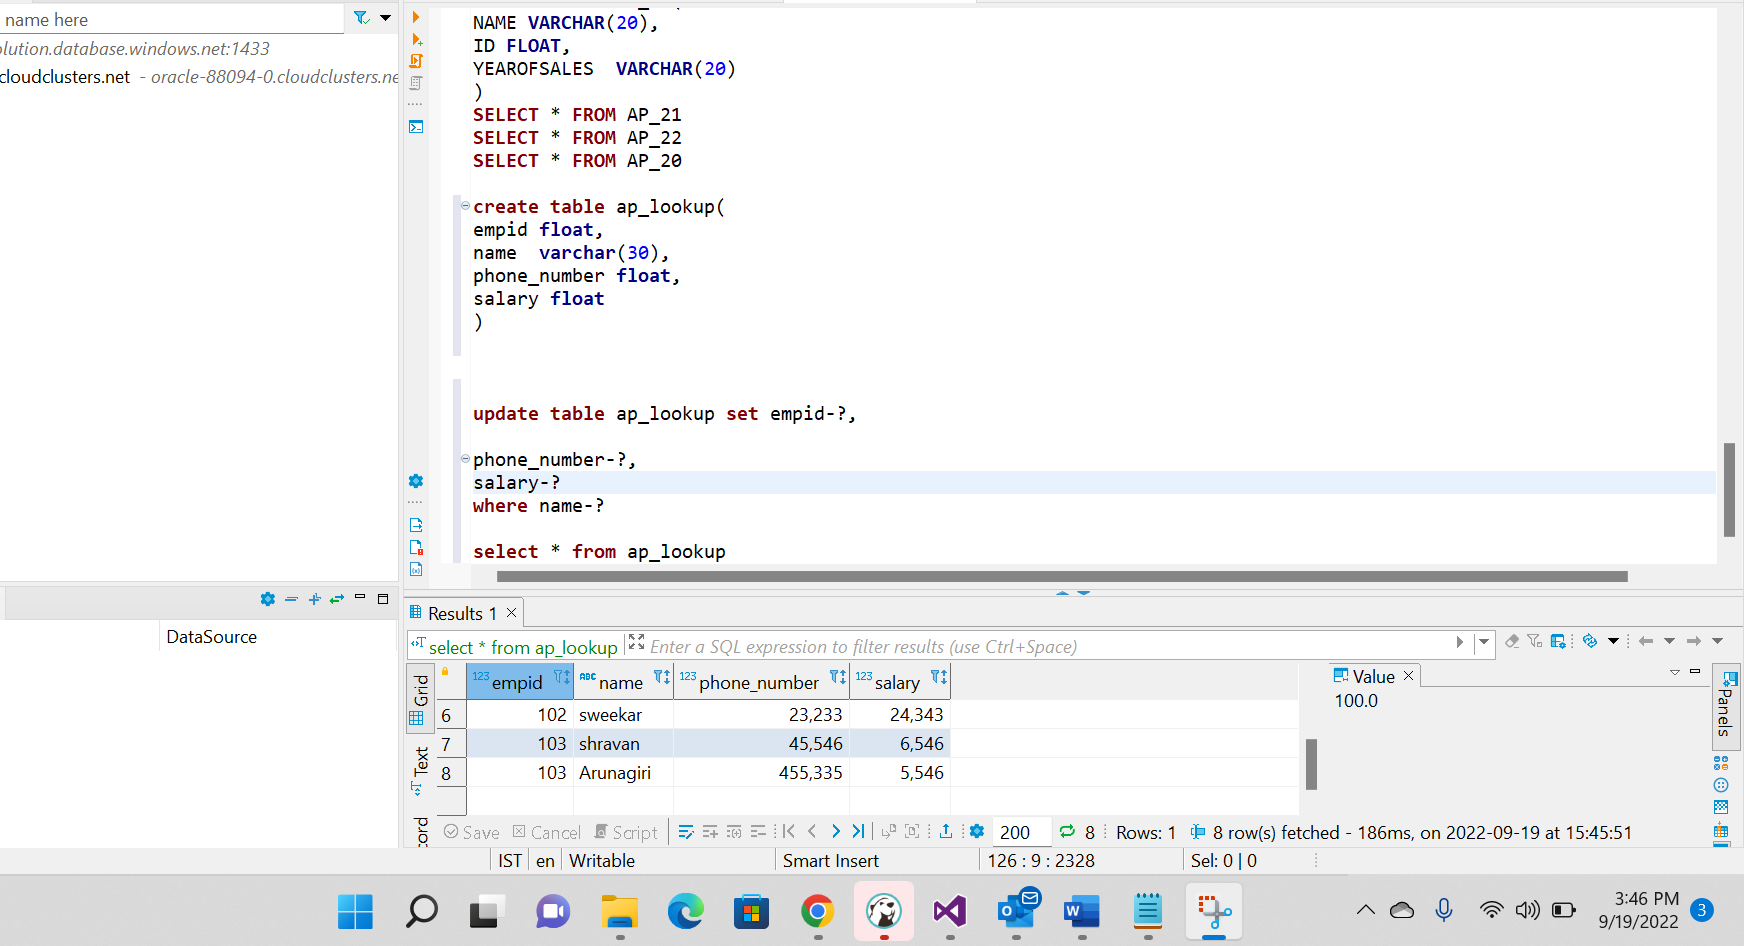 name here
olution.database.windows.net:1433
cloudclusters.net - oracle-88094-0.cloudclusters.ne
NAME VARCHAR(20),
ID FLOAT,
YEAROFSALES VARCHAR(20)
)
SELECT * FROM AP_21
SELECT * FROM AP_22
SELECT * FROM AP_20
create table ap_lookup(
empid float,
name varchar(30),
phone_number float,
salary float
)
update table ap_lookup set empid-?,
phone_number-?,
salary-?
where name-?
select * from ap_lookup
DataSource
Results 1
select * from ap_lookup Enter a SQL expression to filter results (use Ctrl+Space)
Grid
Text
ord
123 empid ABC name 123 phone_number 123 salary
6 102 sweekar 23,233 24,343
7 103 shravan 45,546 6,546
8 103 Arunagiri 455,335 5,546
Value
100.0
Panels
Save Cancel Script 200 8 Rows: 1 8 row(s) fetched - 186ms, on 2022-09-19 at 15:45:51
IST en Writable Smart Insert 126 : 9 : 2328 Sel: 0 | 0
3:46 PM
9/19/2022
3